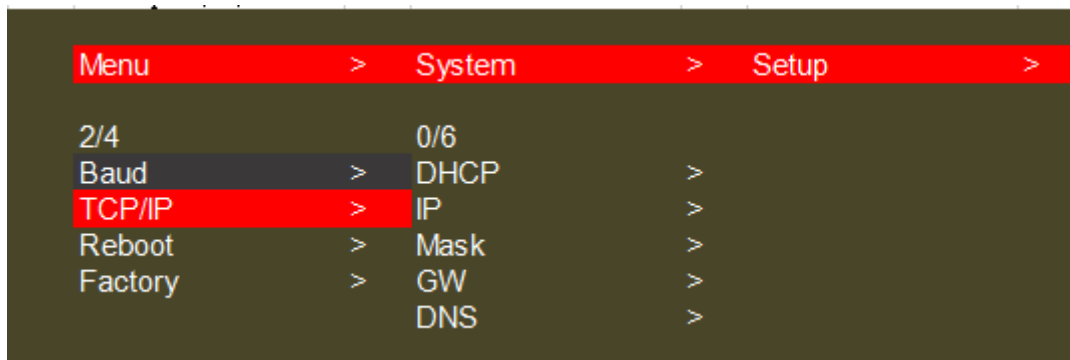 Menu > System > Setup >
2/4 0/6
Baud > DHCP >
TCP/IP > IP >
Reboot > Mask >
Factory > GW >
DNS >